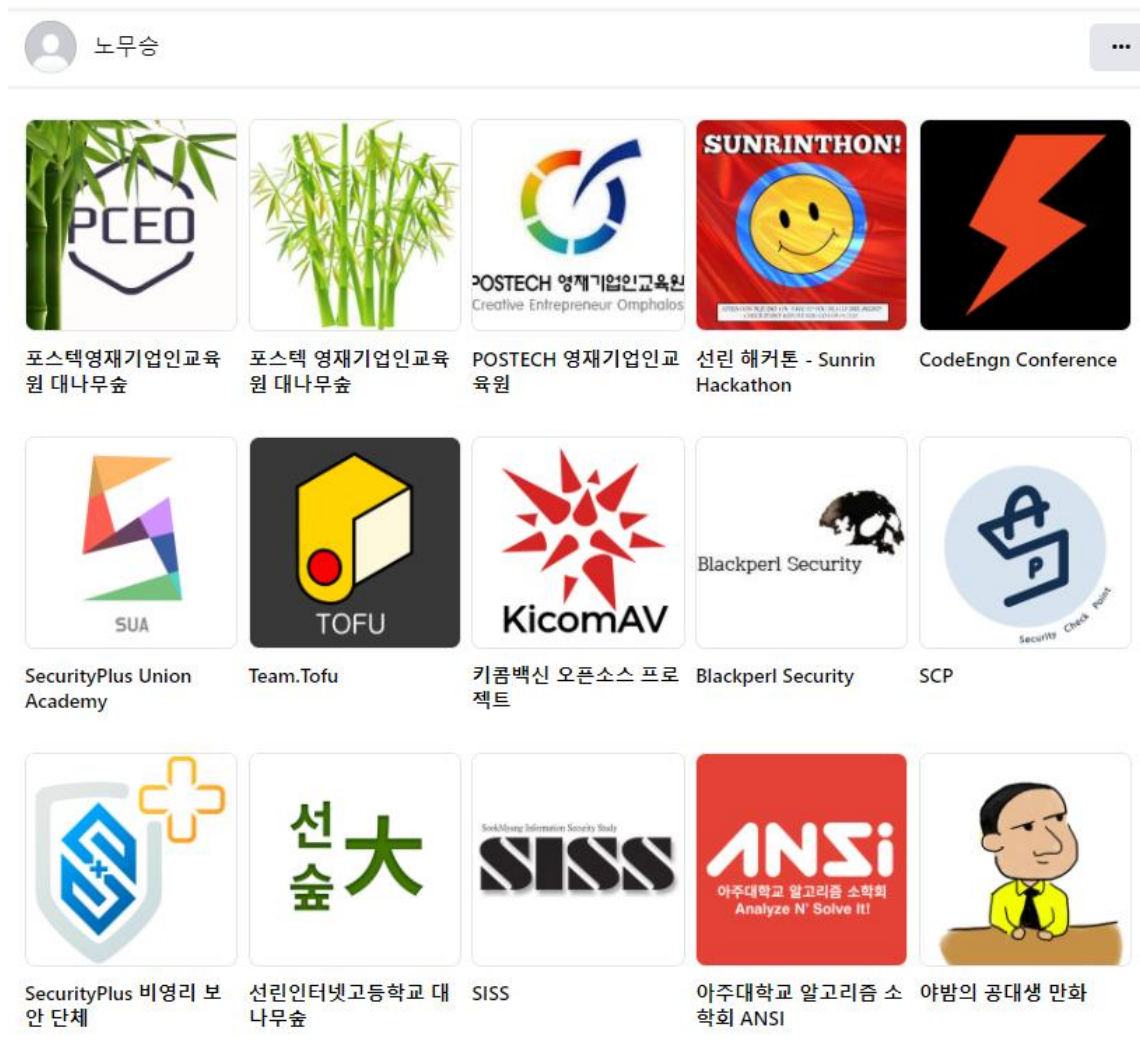 노무승
PCEO
POSTECH 영재기업인교육원
Creative Entrepreneur Omphalos
SUNRINTHON!
포스텍영재기업인교육
원 대나무숲
포스텍 영재기업인교육
원 대나무숲
POSTECH 영재기업인교
육원
선린 해커톤 - Sunrin
Hackathon
CodeEngn Conference
SUA
TOFU
KicomAV
Blackperl Security
A
S
P
Security Check Point
SecurityPlus Union
Academy
Team.Tofu
키콤백신 오픈소스 프로
젝트
Blackperl Security
SCP
선
숲
大
SookMyung Information Security Study
SISS
ANSi
아주대학교 알고리즘 소학회
Analyze N' Solve It!
SecurityPlus 비영리 보
안 단체
선린인터넷고등학교 대
나무숲
SISS
아주대학교 알고리즘 소
학회 ANSI
야밤의 공대생 만화